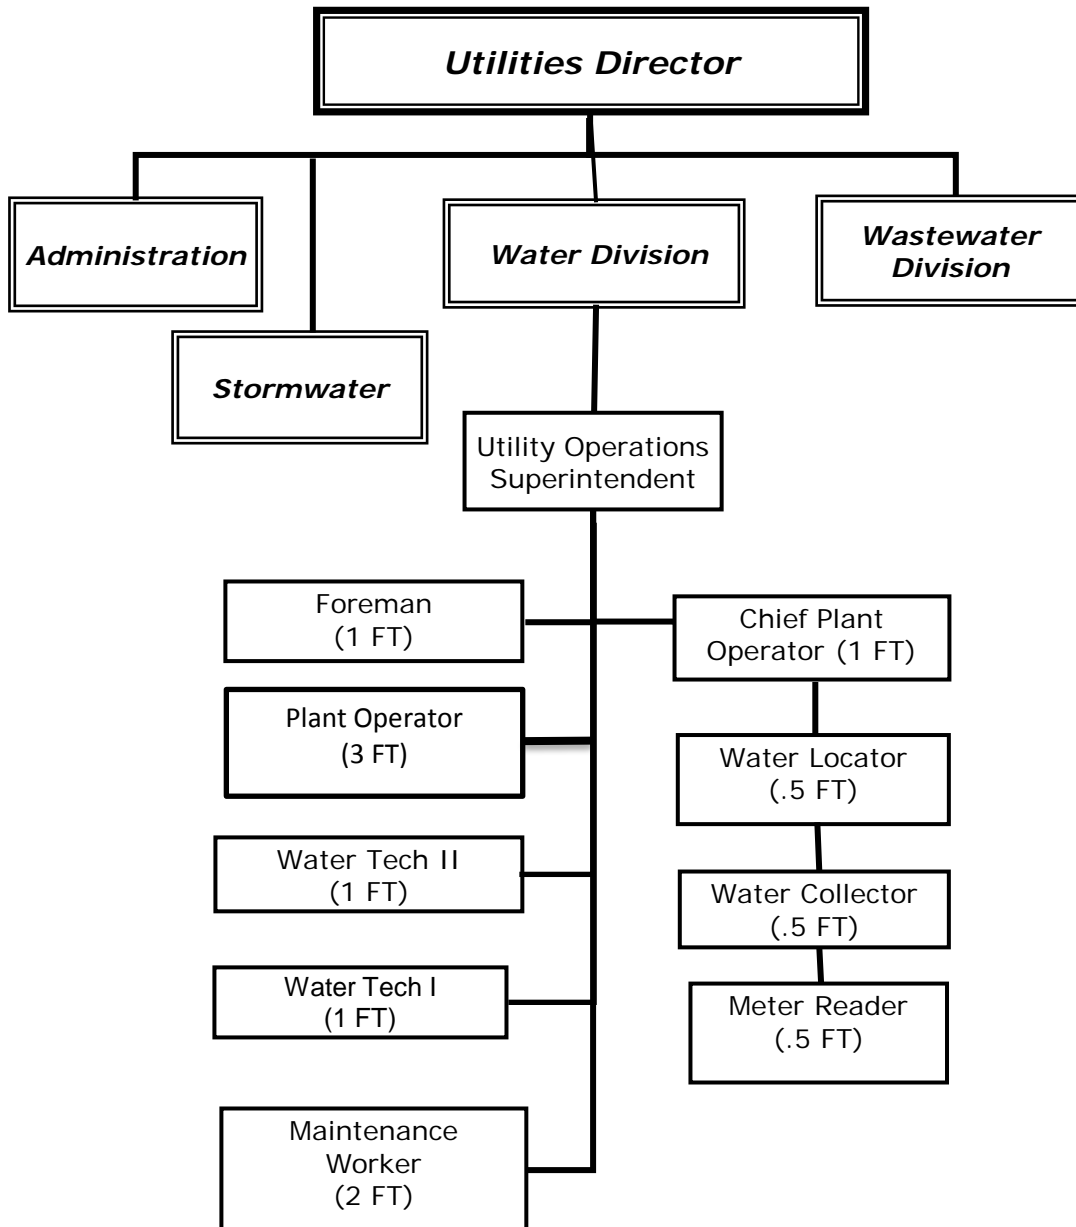 Utilities Director
Administration
Water Division
Wastewater
Division
Stormwater
Utility Operations
Superintendent
Foreman
(1 FT)
Chief Plant
Operator (1 FT)
Plant Operator
(3 FT)
Water Locator
(.5 FT)
Water Tech II
(1 FT)
Water Collector
(.5 FT)
Water Tech I
(1 FT)
Meter Reader
(.5 FT)
Maintenance
Worker
(2 FT)